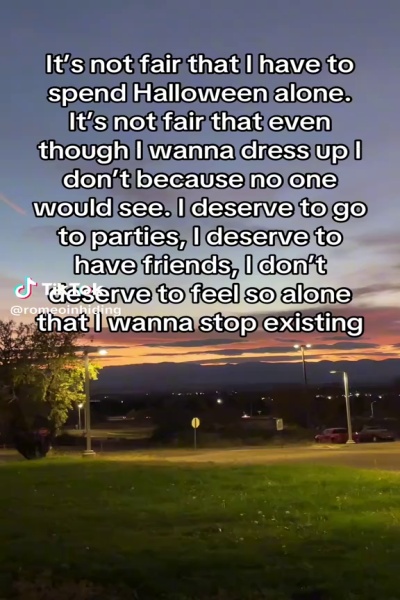 It's not fair that I have to
spend Halloween alone.
It's not fair that even
though I wanna dress up I
don't because no one
would see. I deserve to go
to parties, I deserve to
have friends, I don't
deserve to feel so alone
that I wanna stop existing
TikTok
@romeoinhiding